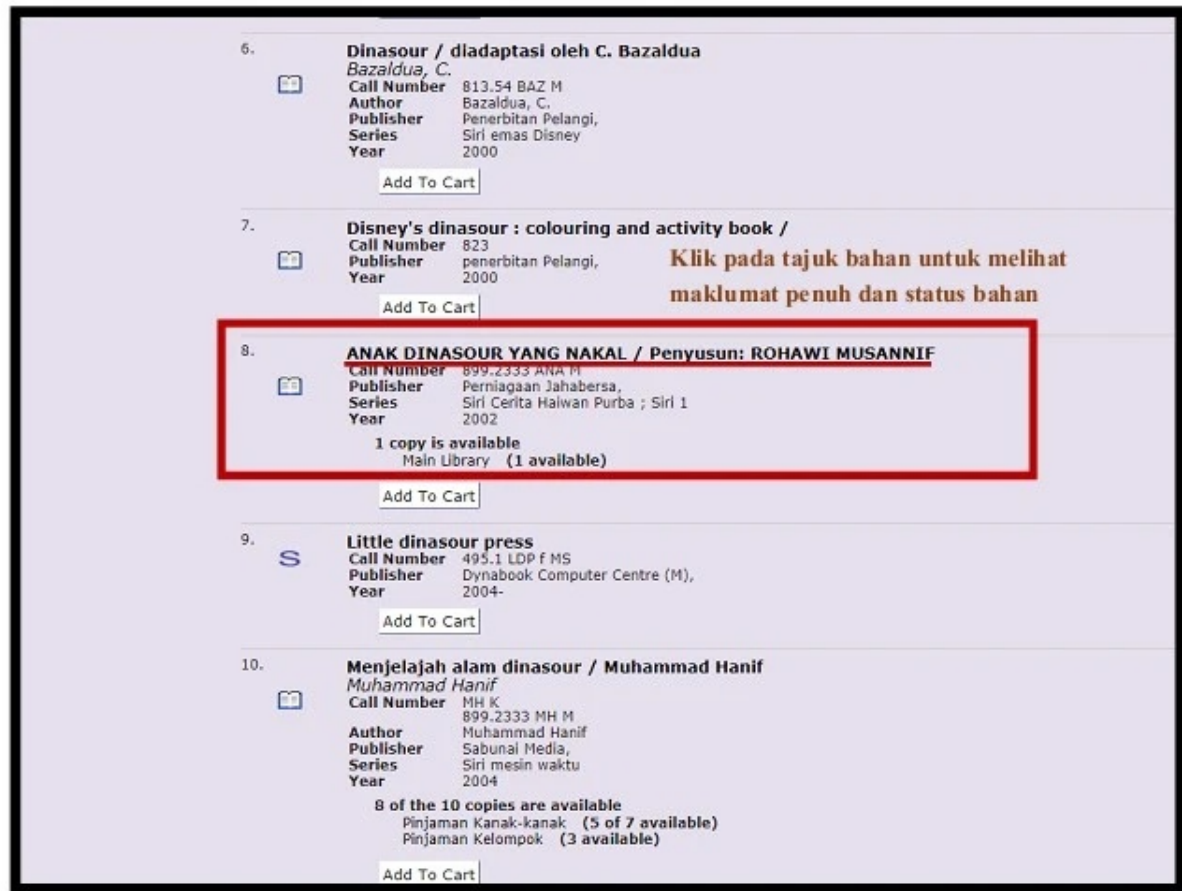 6.
Dinasour / diadaptasi oleh C. Bazaldua
Bazaldua, C.
Call Number 813.54 BAZ M
Author Bazaldua, C.
Publisher Penerbitan Pelangi,
Series Siri emas Disney
Year 2000
Add To Cart
7.
Disney's dinasour : colouring and activity book /
Call Number 823
Publisher penerbitan Pelangi,
Year 2000
Klik pada tajuk bahan untuk melihat
maklumat penuh dan status bahan
Add To Cart
8.
ANAK DINASOUR YANG NAKAL / Penyusun: ROHAWI MUSANNIF
Call Number 899.2333 ANA M
Publisher Perniagaan Jahabersa,
Series Siri Cerita Haiwan Purba ; Siri 1
Year 2002
1 copy is available
Main Library (1 available)
Add To Cart
9.
S
Little dinasour press
Call Number 495.1 LDP f MS
Publisher Dynabook Computer Centre (M),
Year 2004-
Add To Cart
10.
Menjelajah alam dinasour / Muhammad Hanif
Muhammad Hanif
Call Number MH K
899.2333 MH M
Author Muhammad Hanif
Publisher Sabunai Media,
Series Siri mesin waktu
Year 2004
8 of the 10 copies are available
Pinjaman Kanak-kanak (5 of 7 available)
Pinjaman Kelompok (3 available)
Add To Cart